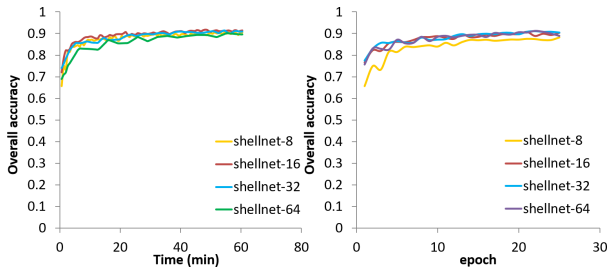 1
0.9
0.8
0.7
0.6
0.5
0.4
0.3
0.2
0.1
0
Overall accuracy
0 20 40 60 80
Time (min)
shellnet-8
shellnet-16
shellnet-32
shellnet-64
1
0.9
0.8
0.7
0.6
0.5
0.4
0.3
0.2
0.1
0
Overall accuracy
0 10 20 30
epoch
shellnet-8
shellnet-16
shellnet-32
shellnet-64